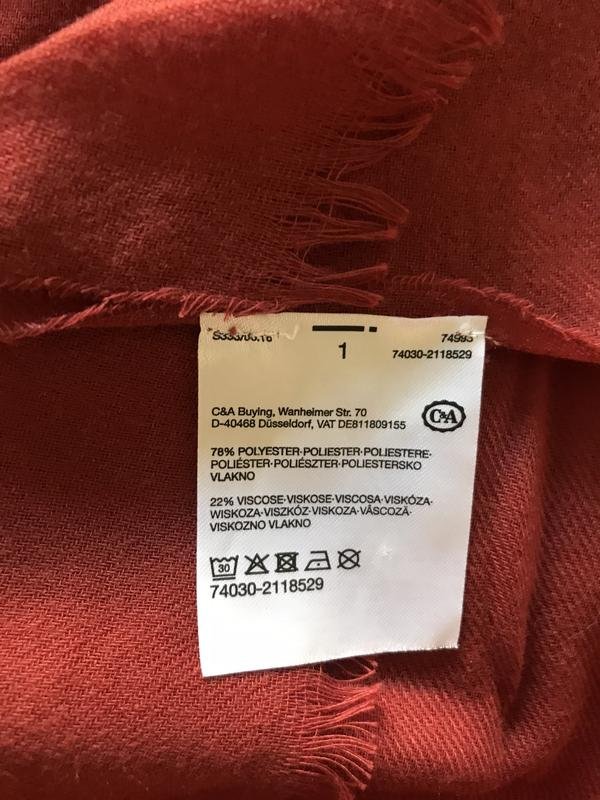 1
74030-2118529
C&A Buying, Wanheimer Str. 70
D-40468 Düsseldorf, VAT DE811809155
C&A
78% POLYESTER·POLIESTER·POLIESTERE·
POLIÉSTER·POLIÉSZTER·POLIESTERSKO
VLAKNO
22% VISCOSE·VISKOSE·VISCOSA·VISKÓZA·
WISKOZA·VISZKÓZ·VISKOZA·VÂSCOZĂ·
VISKOZNO VLAKNO
30
74030-2118529